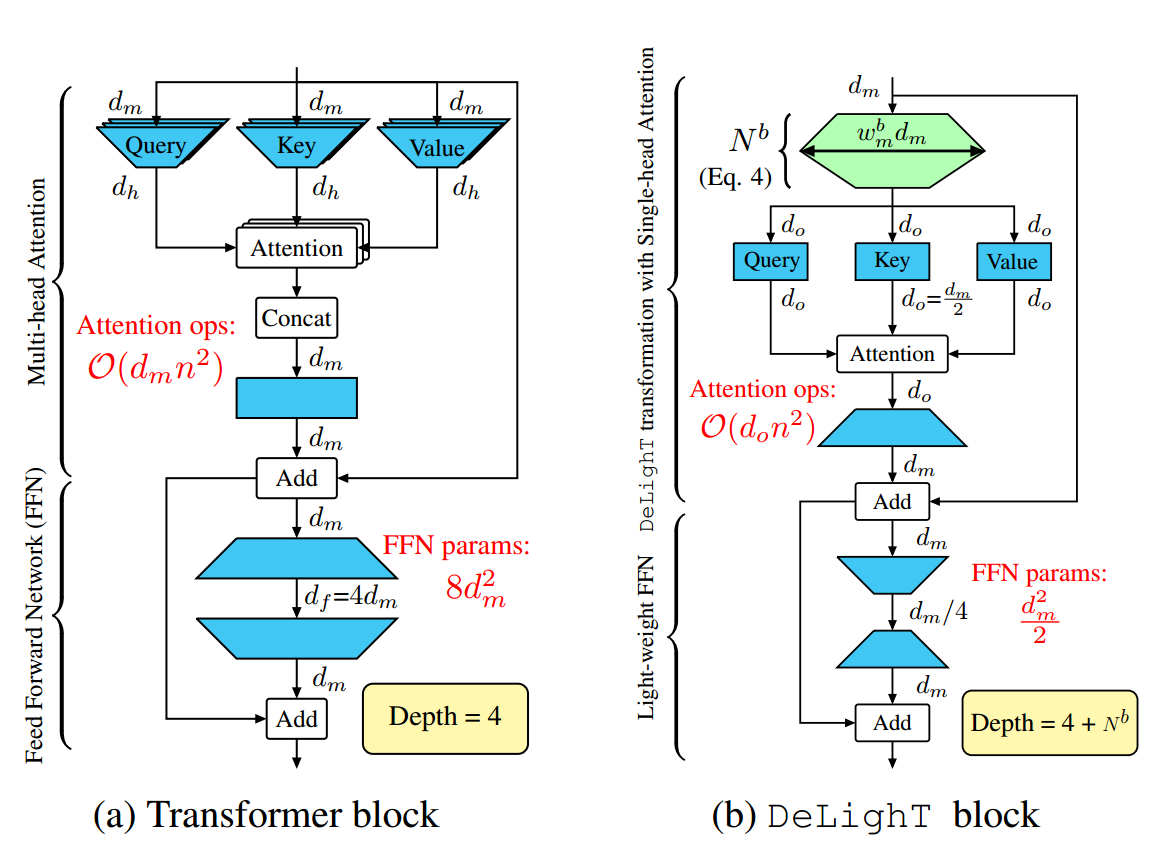 Multi-head Attention
Feed Forward Network (FFN)
d_m
d_m
d_m
Query
Key
Value
d_h
d_h
d_h
Attention
Concat
Attention ops:
O(d_m n^2)
d_m
d_m
Add
d_m
FFN params:
8d_m^2
d_f=4d_m
d_m
Add
Depth = 4
(a) Transformer block
DeLighT transformation with Single-head Attention
Light-weight FFN
d_m
N^b
(Eq. 4)
w_m^b d_m
d_o
d_o
d_o
Query
Key
Value
d_o
d_o=d_m/2
d_o
Attention
Attention ops:
O(d_o n^2)
d_o
d_m
Add
d_m
FFN params:
d_m^2/2
d_m/4
d_m
Add
Depth = 4 + N^b
(b) DeLighT block